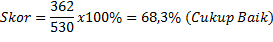 Skor = 362/530 x100% = 68,3% (Cukup Baik)